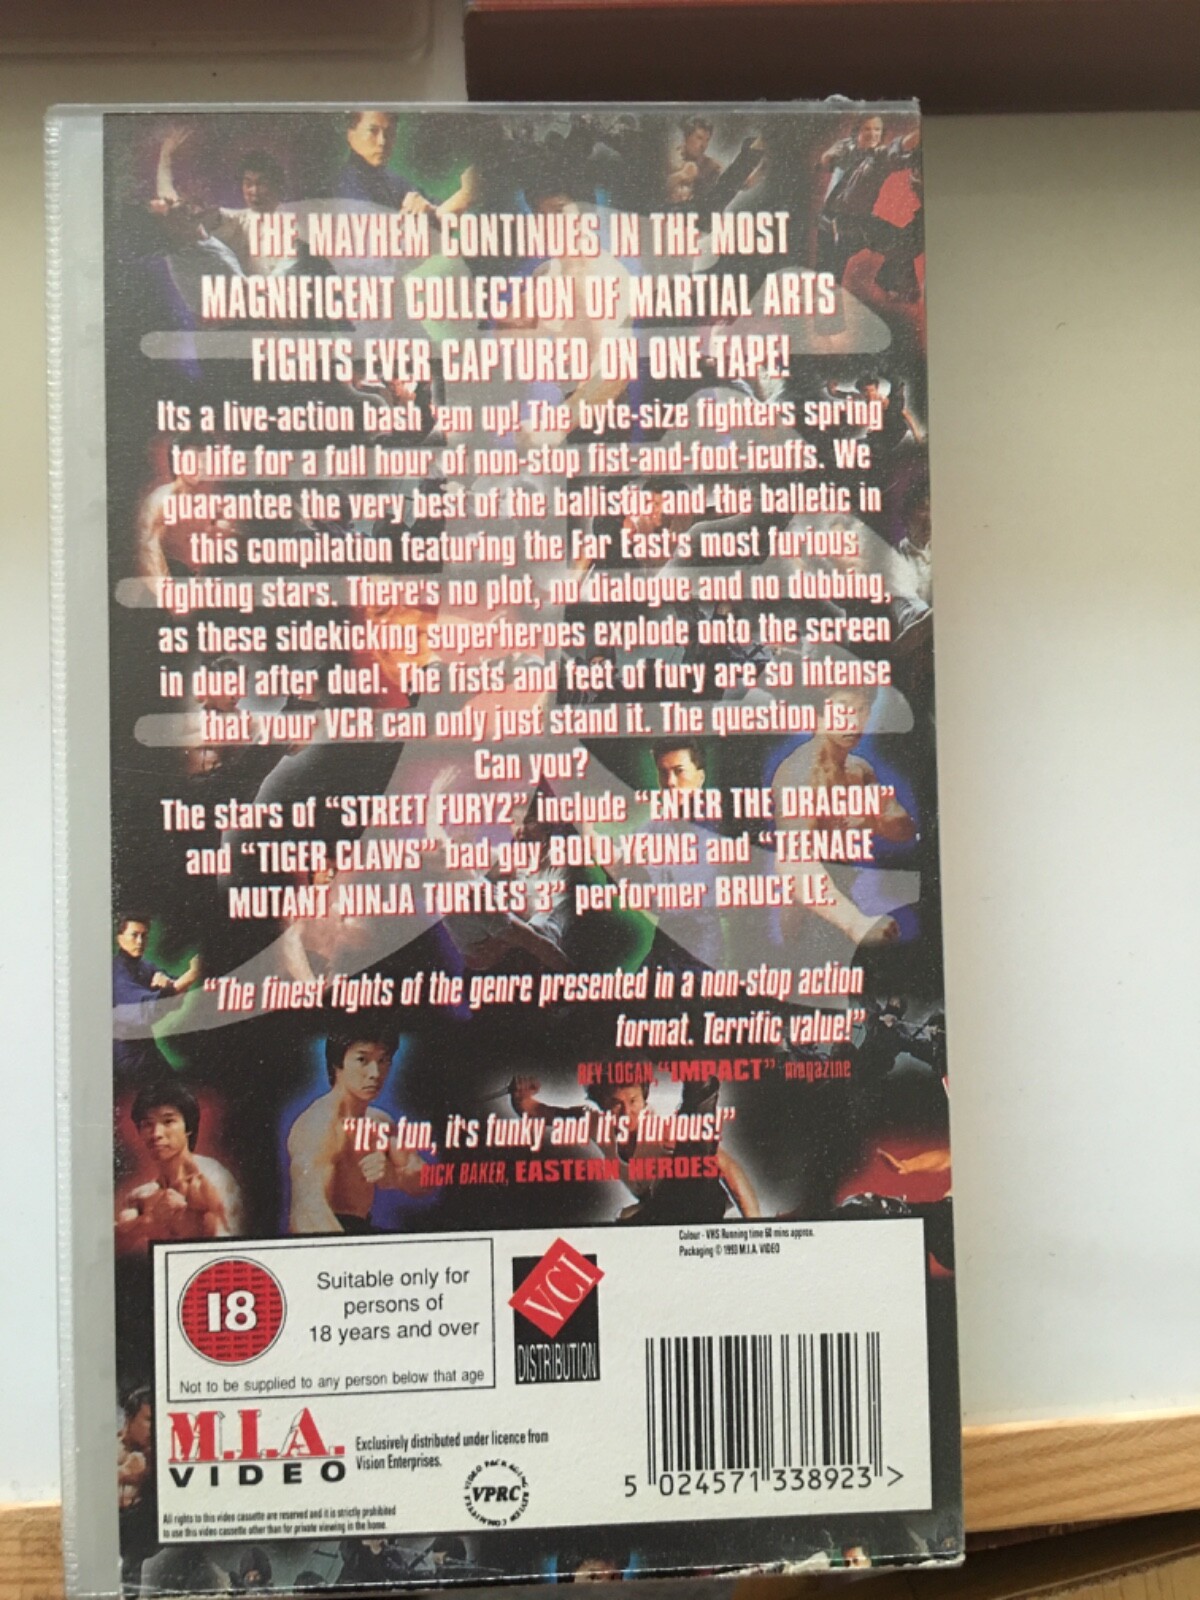 THE MAYHEM CONTINUES IN THE MOST
MAGNIFICENT COLLECTION OF MARTIAL ARTS
FIGHTS EVER CAPTURED ON ONE TAPE!
Its a live-action bash 'em up! The byte-size fighters spring
to life for a full hour of non-stop fist-and-foot-icuffs. We
guarantee the very best of the ballistic and the balletic in
this compilation featuring the Far East's most furious
fighting stars. There's no plot, no dialogue and no dubbing,
as these sidekicking superheroes explode onto the screen
in duel after duel. The fists and feet of fury are so intense
that your VCR can only just stand it. The question is:
Can you?
The stars of “STREET FURY2” include “ENTER THE DRAGON”
and “TIGER CLAWS” bad guy BOLO YEUNG and “TEENAGE
MUTANT NINJA TURTLES 3” performer BRUCE LE.
“The finest fights of the genre presented in a non-stop action
format. Terrific value!”
BEY LOGAN, “IMPACT” magazine
“It's fun, it's funky and it's furious!”
RICK BAKER, EASTERN HEROES
Colour - VHS Running time 60 mins approx.
Packaging © 1993 M.I.A. VIDEO
18
Suitable only for
persons of
18 years and over
Not to be supplied to any person below that age
VCI
DISTRIBUTION
M.I.A.
VIDEO
Exclusively distributed under licence from
Vision Enterprises.
VIDEO PACKAGING REVIEW COMMITTEE
VPRC
All rights to this video cassette are reserved and it is strictly prohibited
to use this video cassette other than for private viewing in the home.
5 024571 338923 >